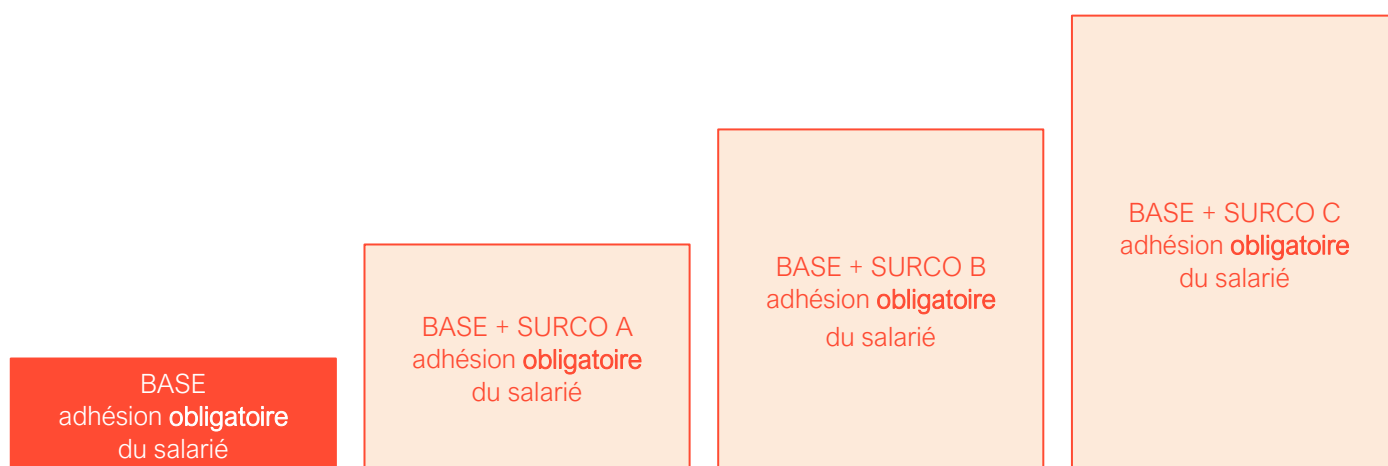 BASE
adhésion obligatoire
du salarié
BASE + SURCO A
adhésion obligatoire
du salarié
BASE + SURCO B
adhésion obligatoire
du salarié
BASE + SURCO C
adhésion obligatoire
du salarié